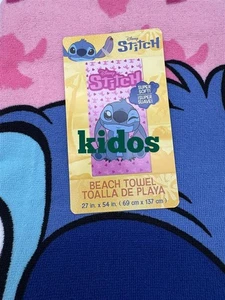 Disney
STITCH
STITCH
SUPER
SOFT!
¡SÚPER
SUAVE!
kidos
BEACH TOWEL
TOALLA DE PLAYA
27 in. x 54 in. (69 cm x 137 cm)